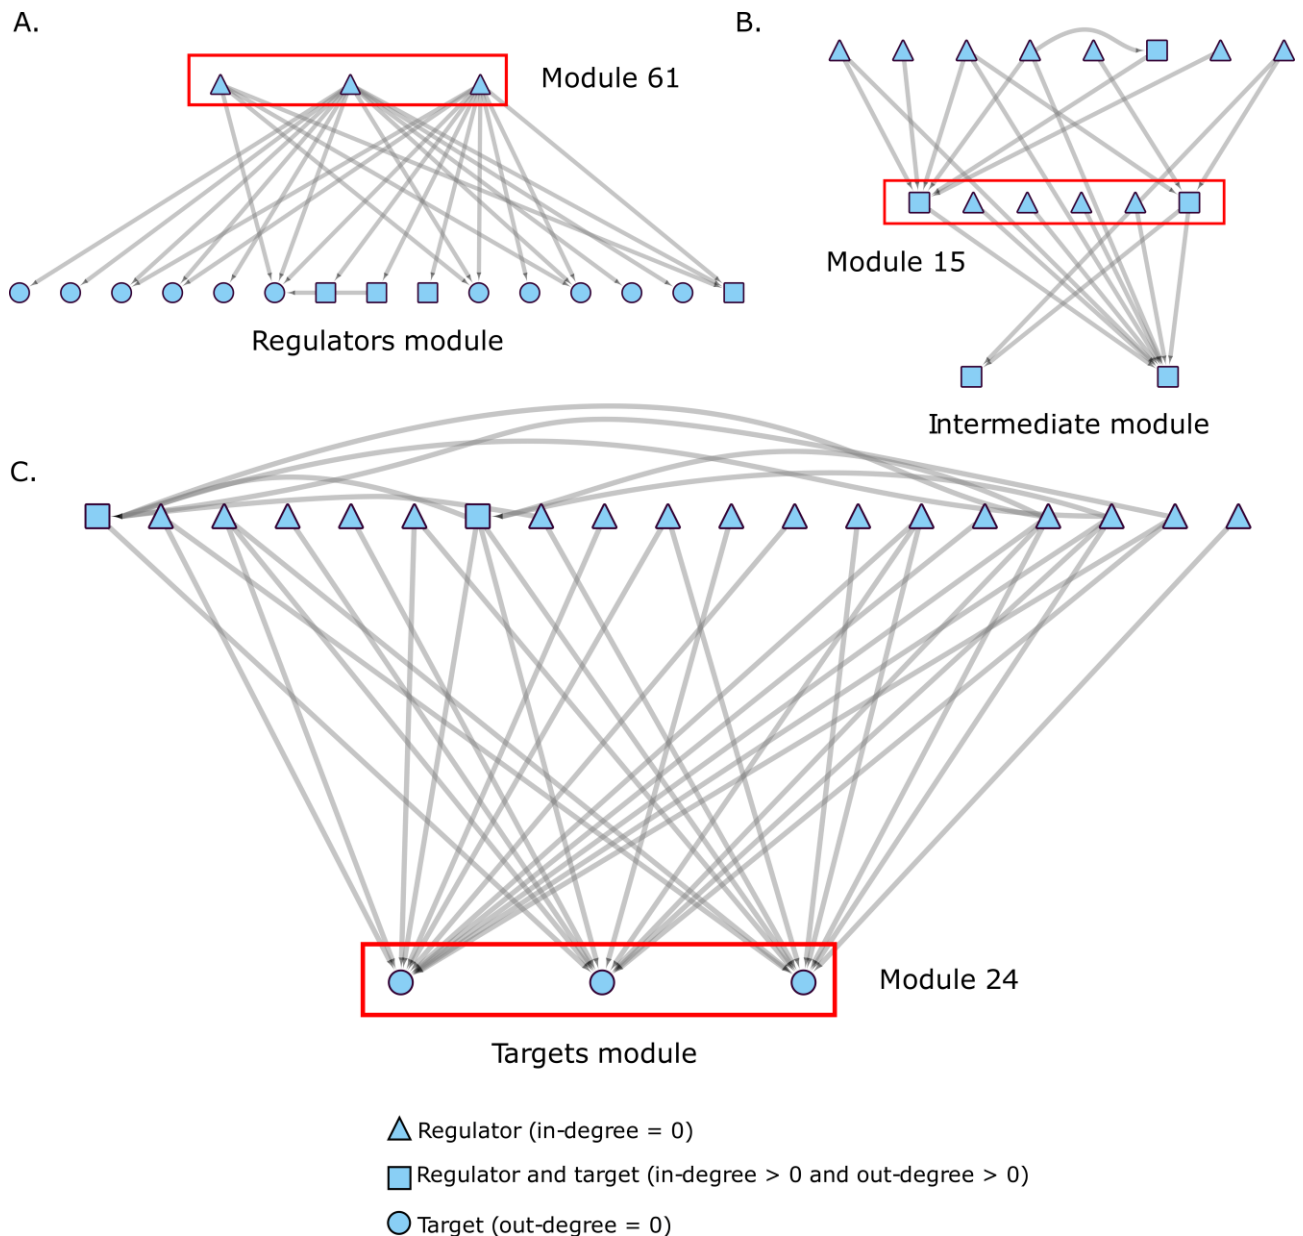 A.
Module 61
Regulators module
B.
Module 15
Intermediate module
C.
Module 24
Targets module
Regulator (in-degree = 0)
Regulator and target (in-degree > 0 and out-degree > 0)
Target (out-degree = 0)